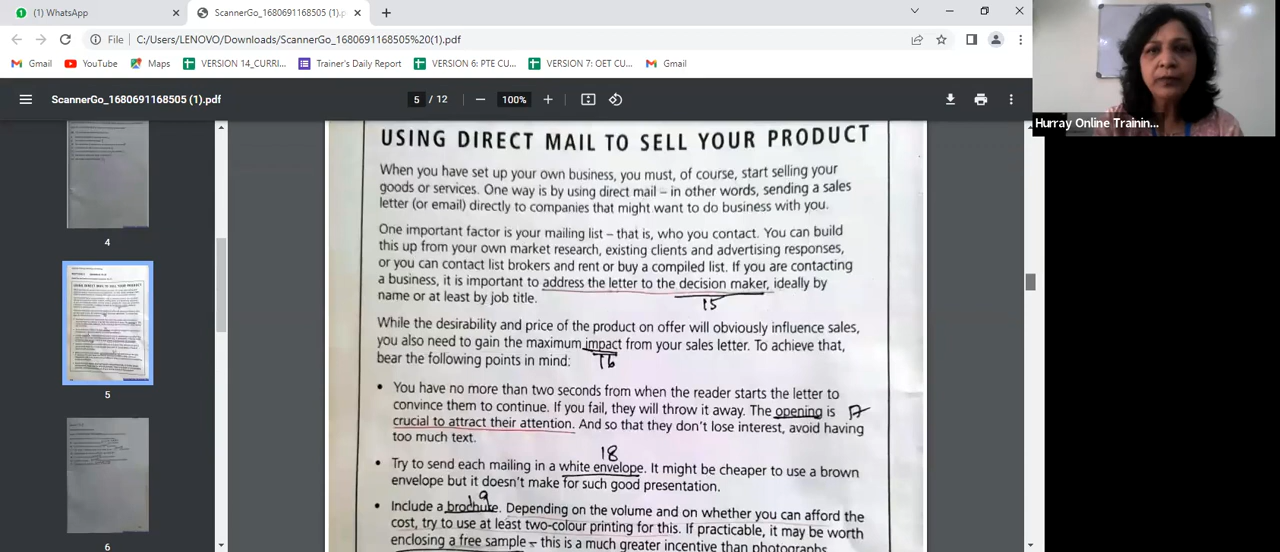 (1) WhatsApp
ScannerGo_1680691168505 (1).p
File
C:/Users/LENOVO/Downloads/ScannerGo_1680691168505%20(1).pdf
Gmail
YouTube
Maps
VERSION 14_CURRI...
Trainer's Daily Report
VERSION 6: PTE CU...
VERSION 7: OET CU...
Gmail
Hurray Online Trainin...
ScannerGo_1680691168505 (1).pdf
5 / 12
100%
4
5
6
USING DIRECT MAIL TO SELL YOUR PRODUCT
When you have set up your own business, you must, of course, start selling your
goods or services. One way is by using direct mail – in other words, sending a sales
letter (or email) directly to companies that might want to do business with you.
One important factor is your mailing list – that is, who you contact. You can build
this up from your own market research, existing clients and advertising responses,
or you can contact list brokers and rent or buy a compiled list. If you are contacting
a business, it is important to address the letter to the decision maker, ideally by
name or at least by job title.
15
While the desirability and price of the product on offer will obviously influence sales,
you also need to gain the maximum impact from your sales letter. To achieve that,
bear the following points in mind:
16
• You have no more than two seconds from when the reader starts the letter to
convince them to continue. If you fail, they will throw it away. The opening is
17
crucial to attract their attention. And so that they don't lose interest, avoid having
too much text.
18
• Try to send each mailing in a white envelope. It might be cheaper to use a brown
envelope but it doesn't make for such good presentation.
19
• Include a brochure. Depending on the volume and on whether you can afford the
cost, try to use at least two-colour printing for this. If practicable, it may be worth
enclosing a free sample – this is a much greater incentive than photographs.